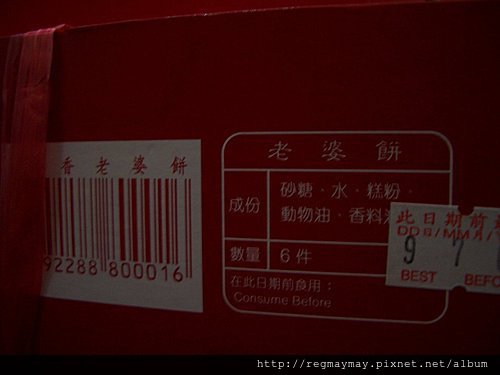 香老婆餅
92288 800016
老婆餅
成份
砂糖．水．糕粉．
動物油．香料
數量
6 件
在此日期前食用：
Consume Before
此日期前
DD日/MM月/
9 7
BEST BEFO
http://regmaymay.pixnet.net/album